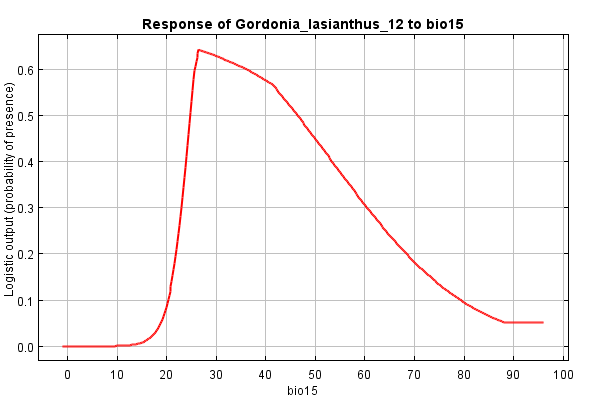 Response of Gordonia_lasianthus_12 to bio15
Logistic output (probability of presence)
0.6
0.5
0.4
0.3
0.2
0.1
0.0
0 10 20 30 40 50 60 70 80 90 100
bio15